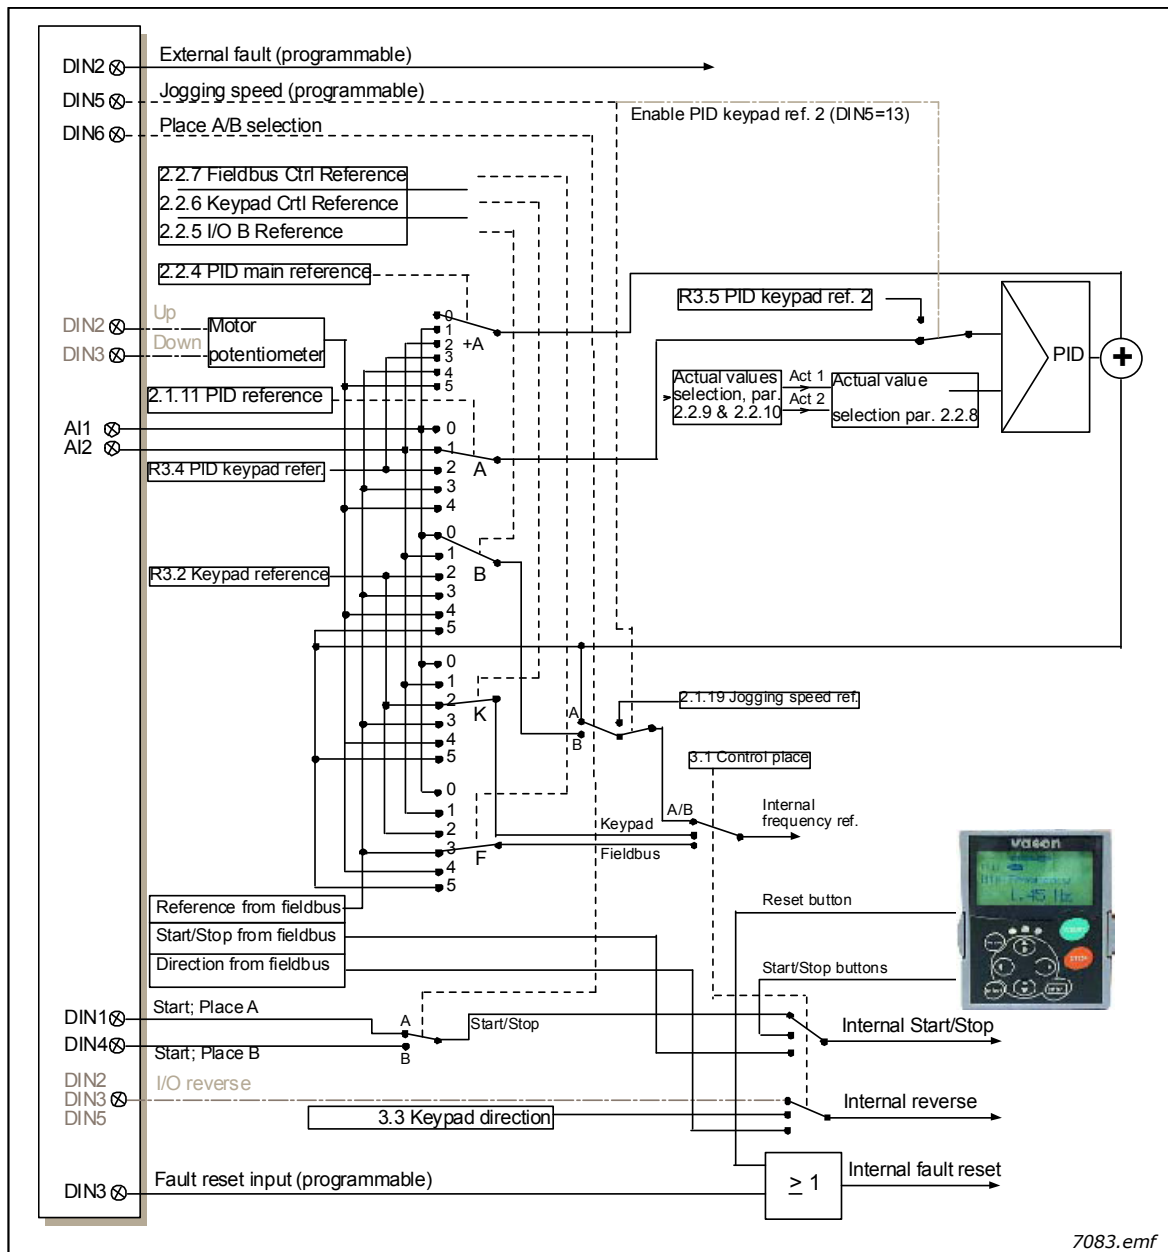 DIN2 External fault (programmable)
DIN5 Jogging speed (programmable)
Enable PID keypad ref. 2 (DIN5=13)
DIN6 Place A/B selection
2.2.7 Fieldbus Ctrl Reference
2.2.6 Keypad Crtl Reference
2.2.5 I/O B Reference
2.2.4 PID main reference
R3.5 PID keypad ref. 2
DIN2 Up
DIN3 Down
Motor
potentiometer
0
1
2
3
4
5
+A
PID
+
Actual values
selection, par.
2.2.9 & 2.2.10
Act 1
Act 2
Actual value
selection par. 2.2.8
2.1.11 PID reference
AI1
AI2
R3.4 PID keypad refer.
0
1
2
3
4
A
R3.2 Keypad reference
0
1
2
3
4
5
B
0
1
2
3
4
5
K
A
B
2.1.19 Jogging speed ref.
3.1 Control place
0
1
2
3
4
5
F
A/B
Keypad
Fieldbus
Internal
frequency ref.
vacon
1.45 Hz
STOP
Reference from fieldbus
Start/Stop from fieldbus
Direction from fieldbus
Reset button
Start/Stop buttons
DIN1 Start; Place A
DIN4 Start; Place B
A
B
Start/Stop
Internal Start/Stop
DIN2
DIN3
DIN5
I/O reverse
3.3 Keypad direction
Internal reverse
DIN3 Fault reset input (programmable)
≥ 1
Internal fault reset
7083.emf